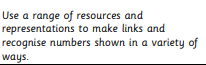 Use a range of resources and
representations to make links and
recognise numbers shown in a variety of
ways.